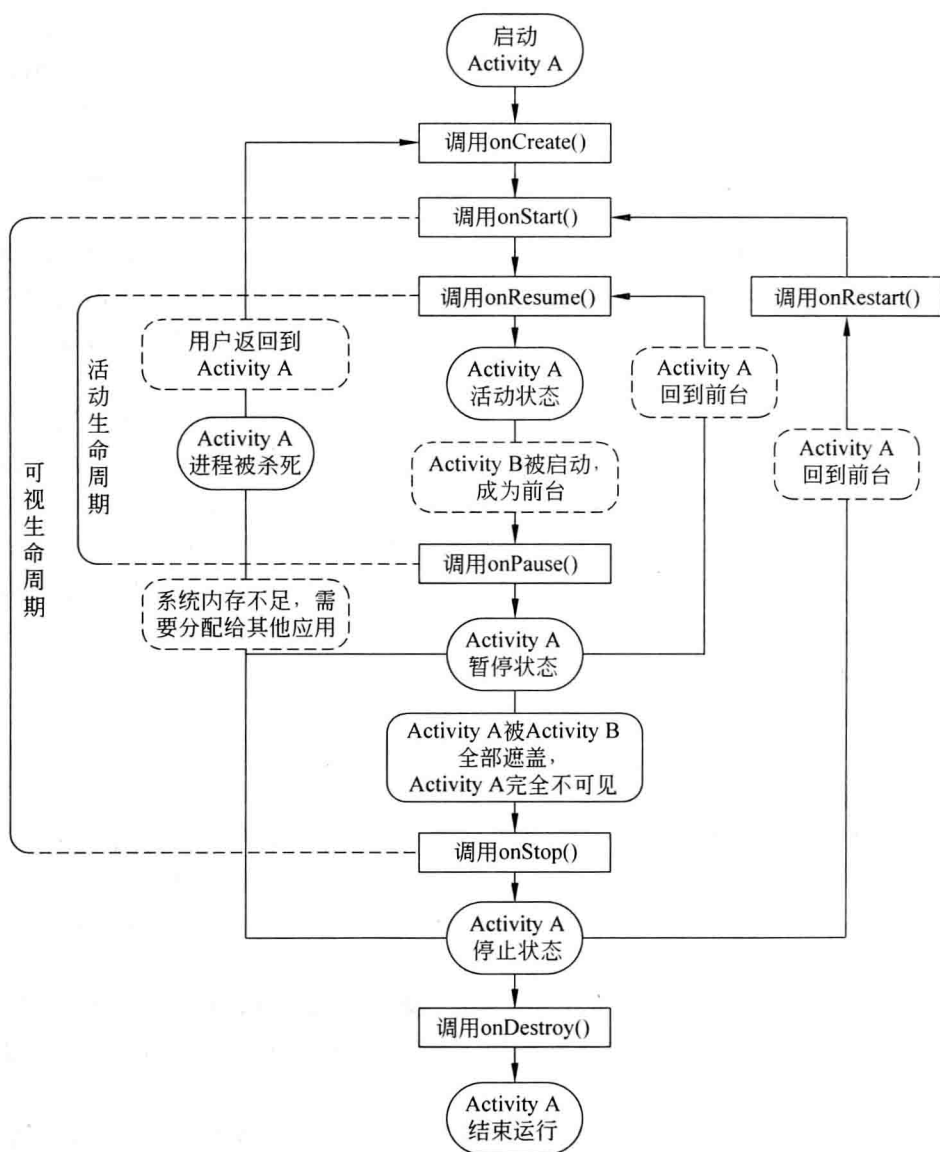 启动
Activity A
调用onCreate()
调用onStart()
调用onResume()
调用onRestart()
用户返回到
Activity A
Activity A
活动状态
Activity A
回到前台
活动生命周期
Activity A
进程被杀死
Activity B被启动，
成为前台
Activity A
回到前台
可视生命周期
调用onPause()
系统内存不足，需
要分配给其他应用
Activity A
暂停状态
Activity A被Activity B
全部遮盖，
Activity A完全不可见
调用onStop()
Activity A
停止状态
调用onDestroy()
Activity A
结束运行